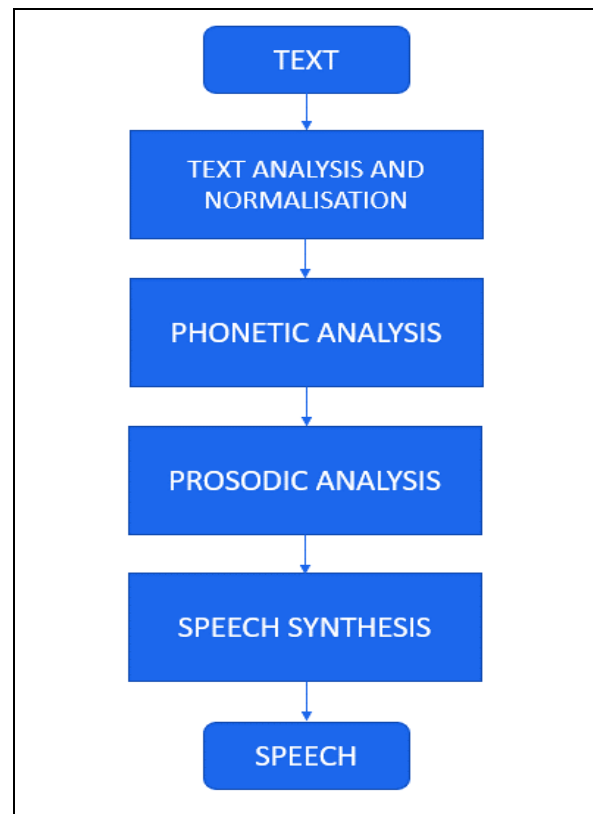 TEXT
TEXT ANALYSIS AND
NORMALISATION
PHONETIC ANALYSIS
PROSODIC ANALYSIS
SPEECH SYNTHESIS
SPEECH